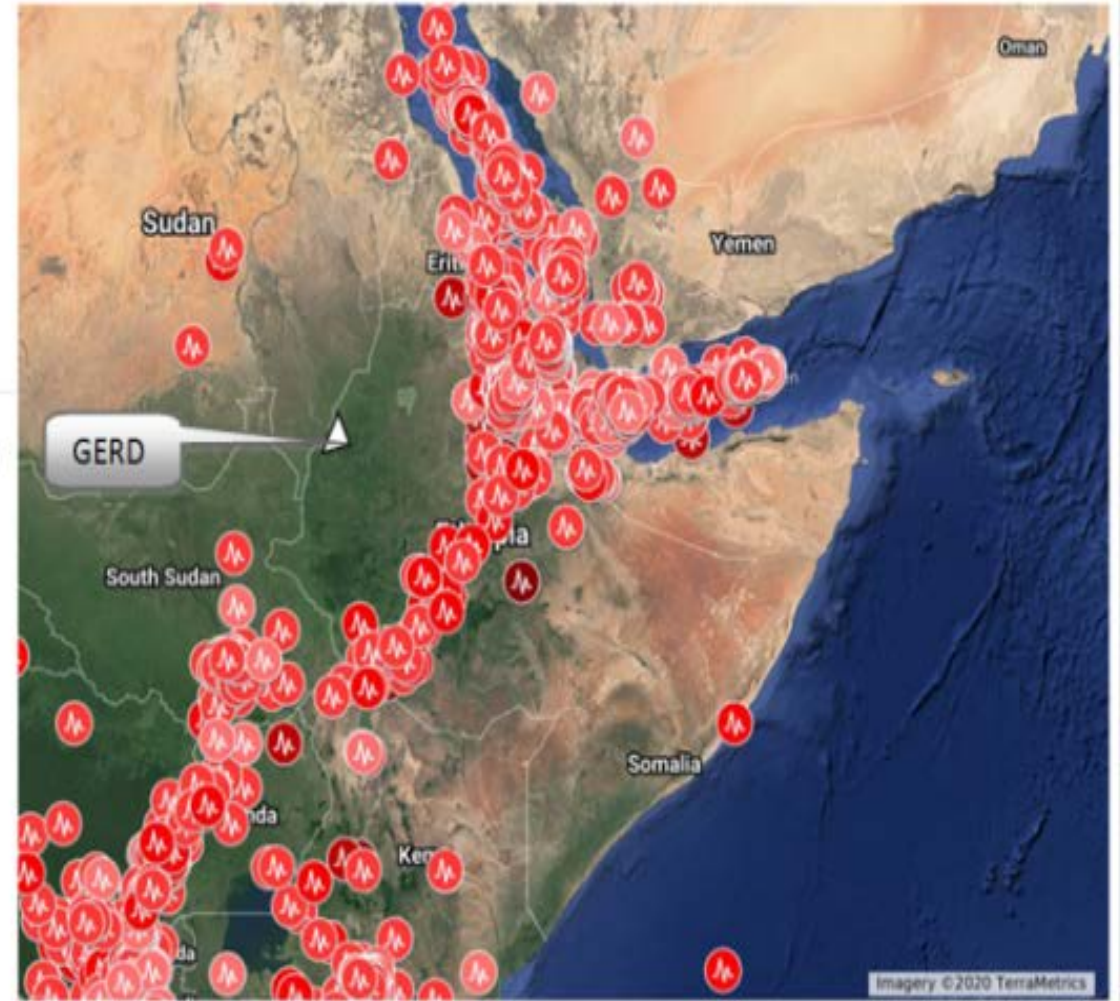 Oman
Sudan
Yemen
GERD
South Sudan
Somalia
Imagery ©2020 TerraMetrics